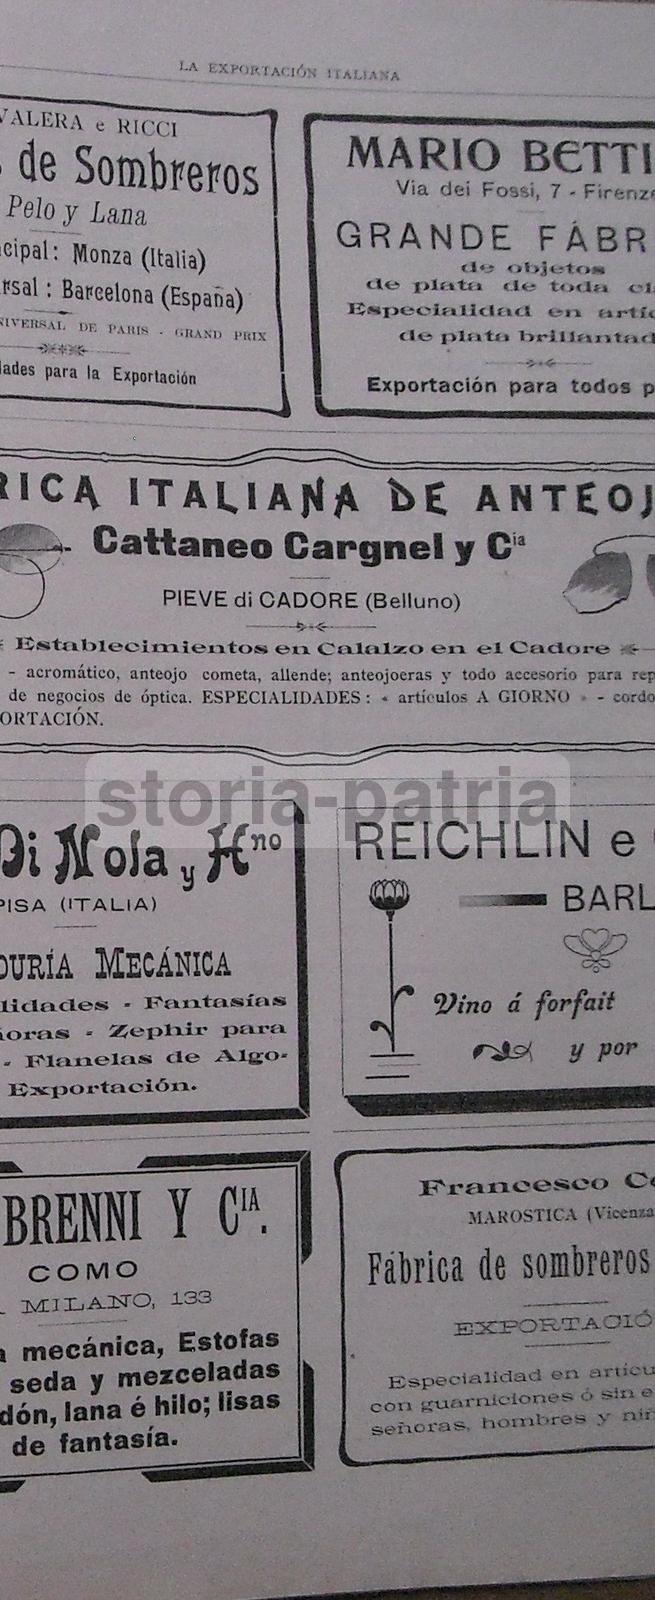 LA EXPORTACIÓN ITALIANA
VALERA e RICCI
de Sombreros
Pelo y Lana
cipal: Monza (Italia)
rsal: Barcelona (España)
NIVERSAL DE PARIS - GRAND PRIX
dades para la Exportación
MARIO BETTI
Via dei Fossi, 7 - Firenze
GRANDE FÁBR
de objetos
de plata de toda cl
Especialidad en artíc
de plata brillantad
Exportación para todos p
RICA ITALIANA DE ANTEOJ
Cattaneo Cargnel y Cia
PIEVE di CADORE (Belluno)
Establecimientos en Calalzo en el Cadore
- acromático, anteojo cometa, allende; anteojoeras y todo accesorio para rep
de negocios de óptica. ESPECIALIDADES: « artículos A GIORNO » - cordo
ORTACIÓN.
storia-patria
Di Nola y Hno
PISA (ITALIA)
DURÍA MECÁNICA
lidades - Fantasías
ñoras - Zephir para
- Flanelas de Algo-
Exportación.
REICHLIN e
BARL
Vino á forfait
y por
BRENNI Y CIA.
COMO
MILANO, 133
a mecánica, Estofas
seda y mezceladas
dón, lana é hilo; lisas
de fantasía.
Francesco Co
MAROSTICA (Vicenza
Fábrica de sombreros
EXPORTACIÓ
Especialidad en artícu
con guarniciones ó sin e
señoras, hombres y niñ